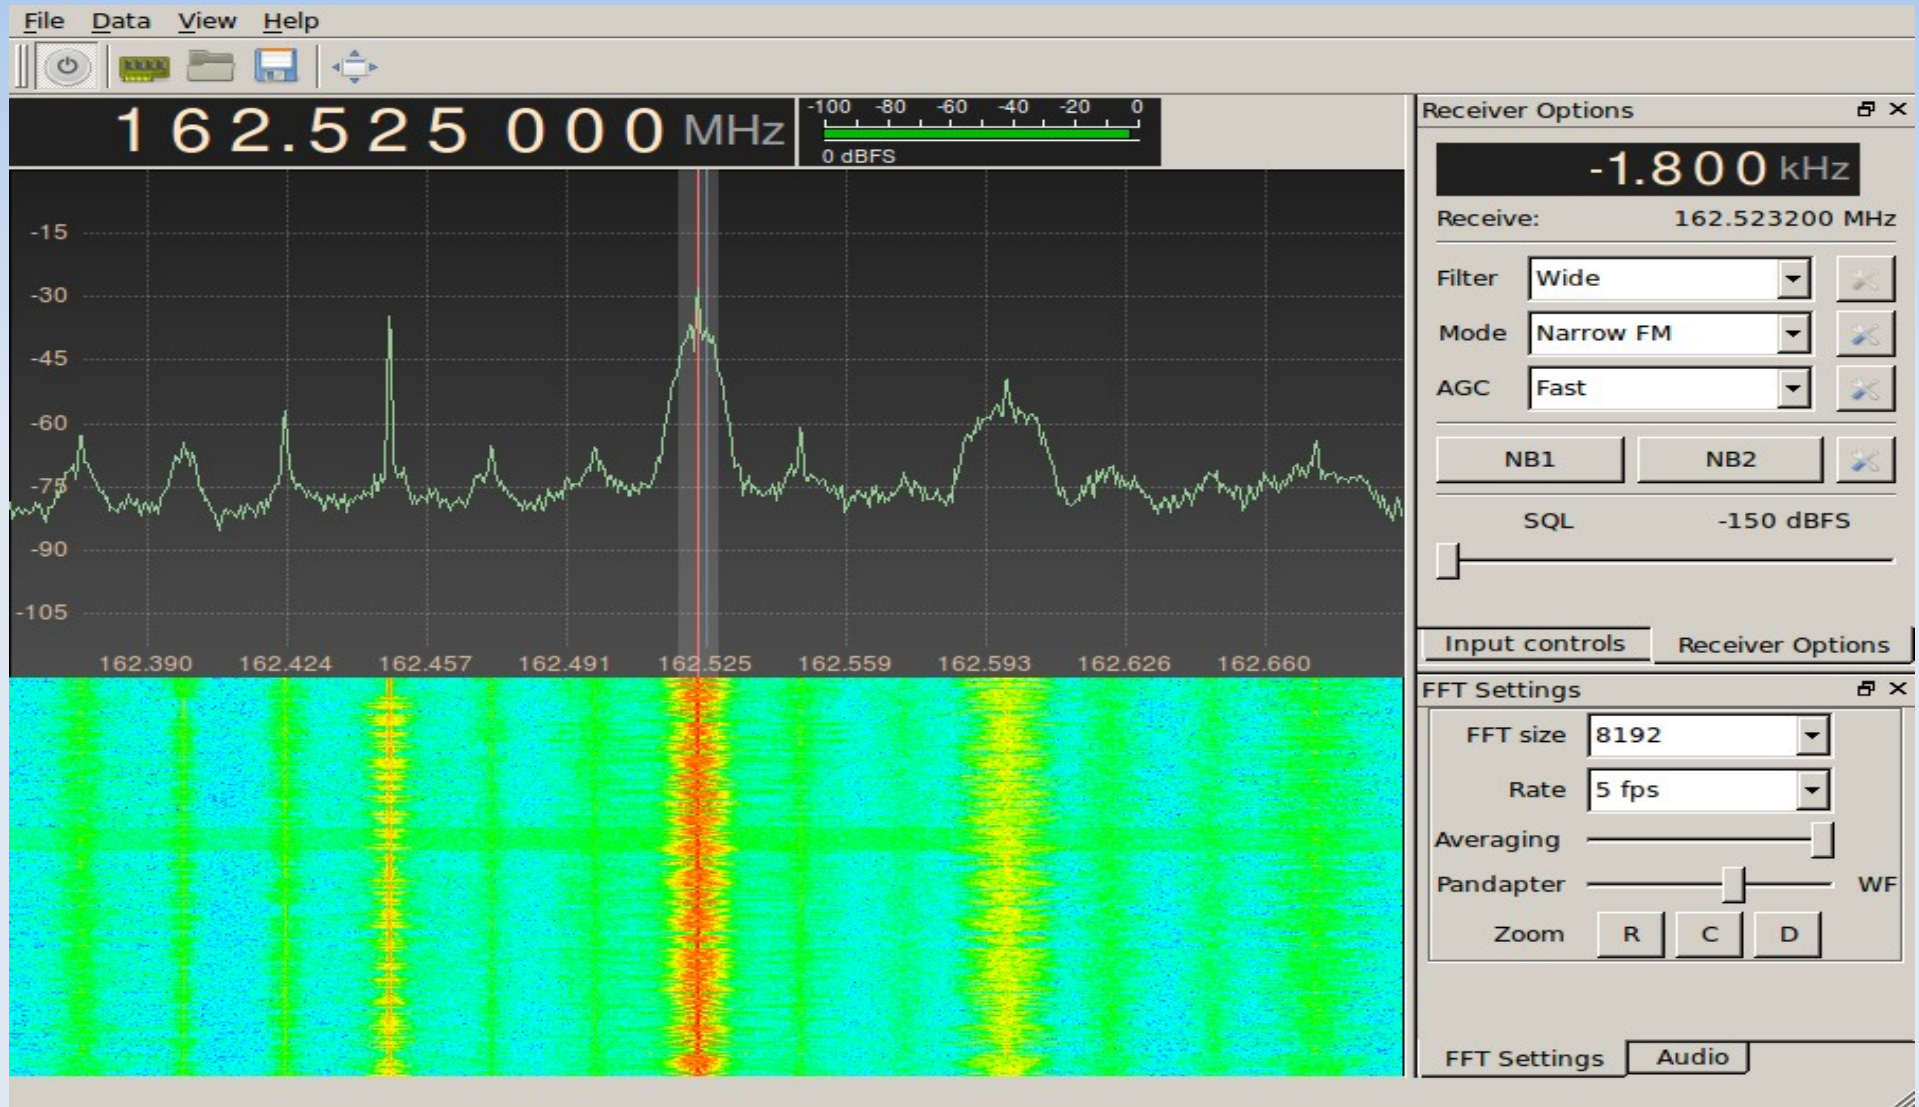 File Data View Help
162.525 000 MHz
-100 -80 -60 -40 -20 0
0 dBFS
-15
-30
-45
-60
-75
-90
-105
162.390 162.424 162.457 162.491 162.525 162.559 162.593 162.626 162.660
Receiver Options
-1.800 kHz
Receive: 162.523200 MHz
Filter Wide
Mode Narrow FM
AGC Fast
NB1 NB2
SQL -150 dBFS
Input controls Receiver Options
FFT Settings
FFT size 8192
Rate 5 fps
Averaging
Pandapter WF
Zoom R C D
FFT Settings Audio